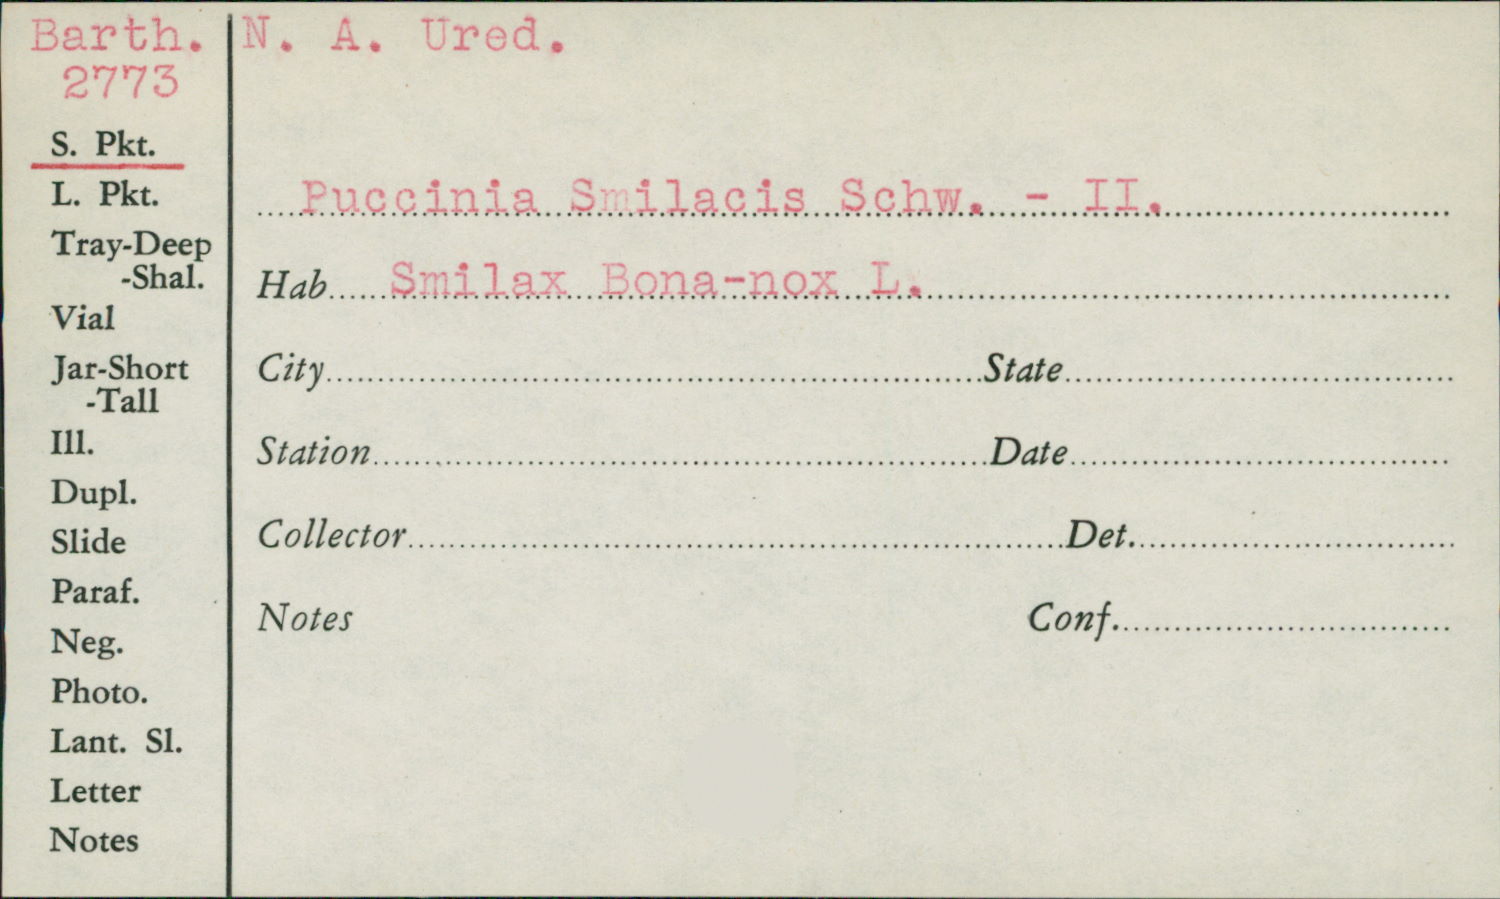 Barth. N. A. Ured.
2773
S. Pkt.
L. Pkt.
Puccinia Smilacis Schw. - II.
Tray-Deep
-Shal.
Hab Smilax Bona-nox L.
Vial
Jar-Short
-Tall
City State
Ill.
Station Date
Dupl.
Slide
Collector Det.
Paraf.
Notes Conf.
Neg.
Photo.
Lant. Sl.
Letter
Notes